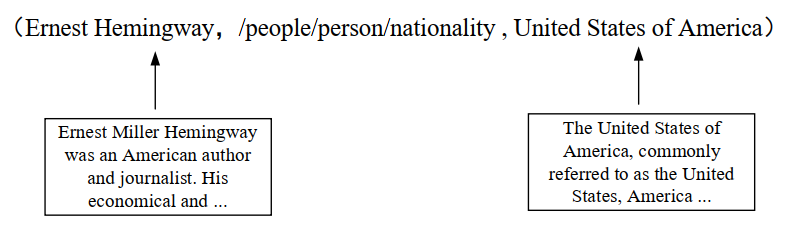 （Ernest Hemingway，/people/person/nationality , United States of America）
Ernest Miller Hemingway
was an American author
and journalist. His
economical and ...
The United States of
America, commonly
referred to as the United
States, America ...